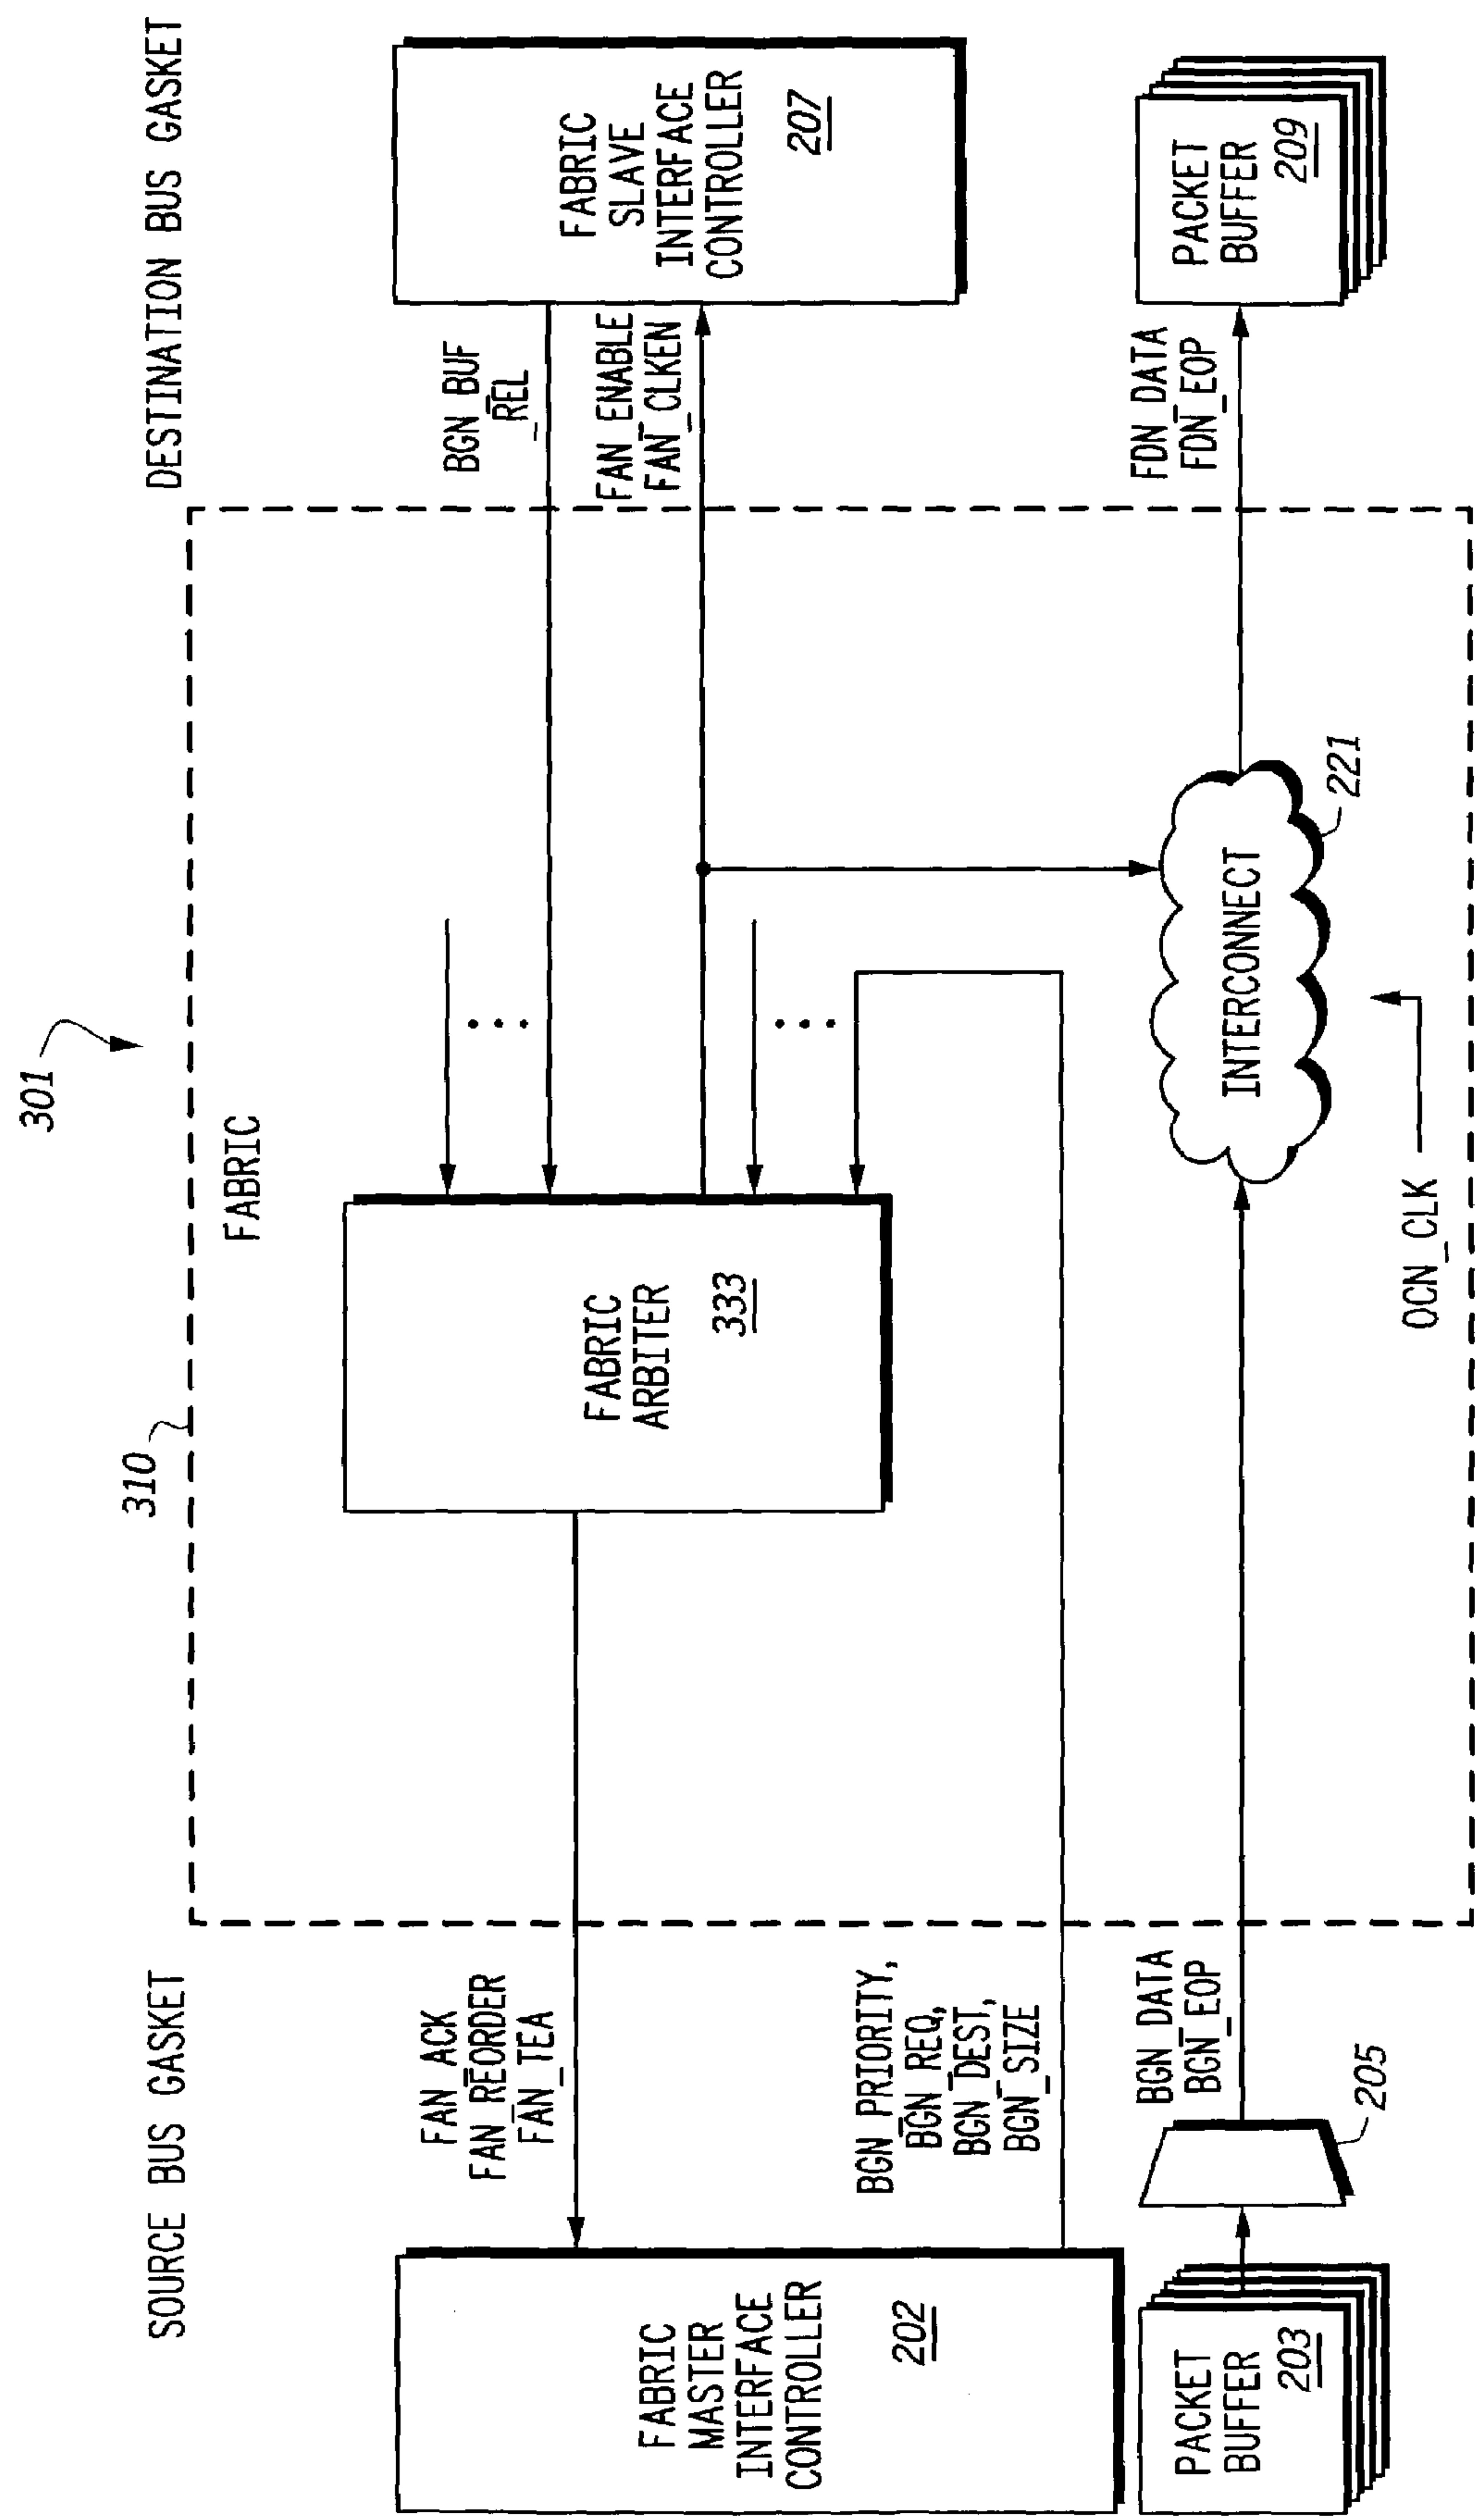 301
310
SOURCE BUS GASKET
DESTINATION BUS GASKET
FABRIC
FABRIC
MASTER
INTERFACE
CONTROLLER
202
FAN_ACK
FAN_REORDER
FAN_TEA
BGN_PRIORITY,
BGN_REQ,
BGN_DEST,
BGN_SIZE
FABRIC
ARBITER
333
BGN_BUF
_REL
FAN_ENABLE
FAN_CLKEN
FABRIC
SLAVE
INTERFACE
CONTROLLER
207
PACKET
BUFFER
203
205
BGN_DATA
BGN_EOP
INTERCONNECT
221
OCN_CLK
FDN_DATA
FDN_EOP
PACKET
BUFFER
209